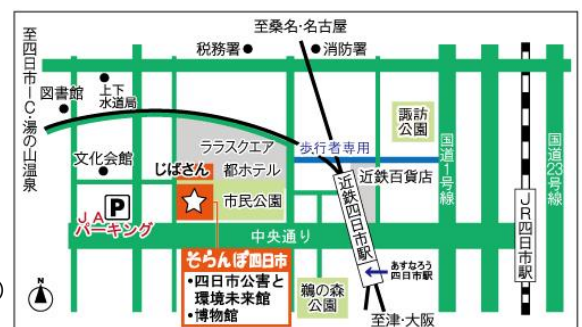 至桑名・名古屋
税務署
消防署
至四日市IC・湯の山温泉
図書館
上下
水道局
諏訪
公園
国道1号線
国道23号線
ララスクエア
歩行者専用
文化会館
じばさん
都ホテル
近鉄百貨店
P
JA
パーキング
市民公園
近鉄四日市駅
JR四日市駅
中央通り
そらんぽ四日市
・四日市公害と
環境未来館
・博物館
鵜の森
公園
あすなろう
四日市駅
N
至津・大阪